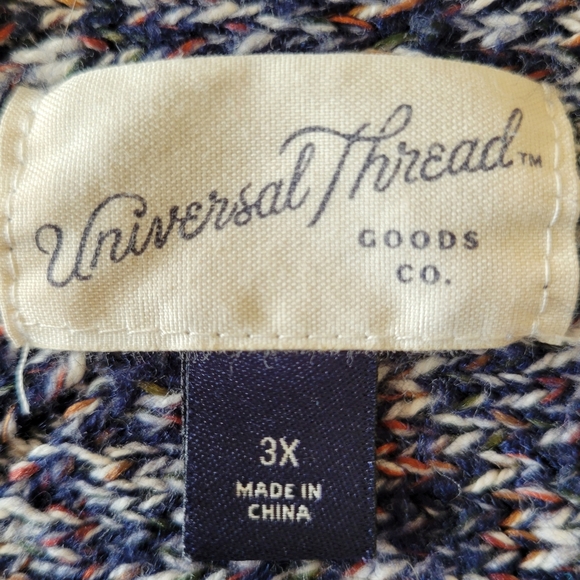 Universal Thread™
GOODS
CO.
3X
MADE IN
CHINA